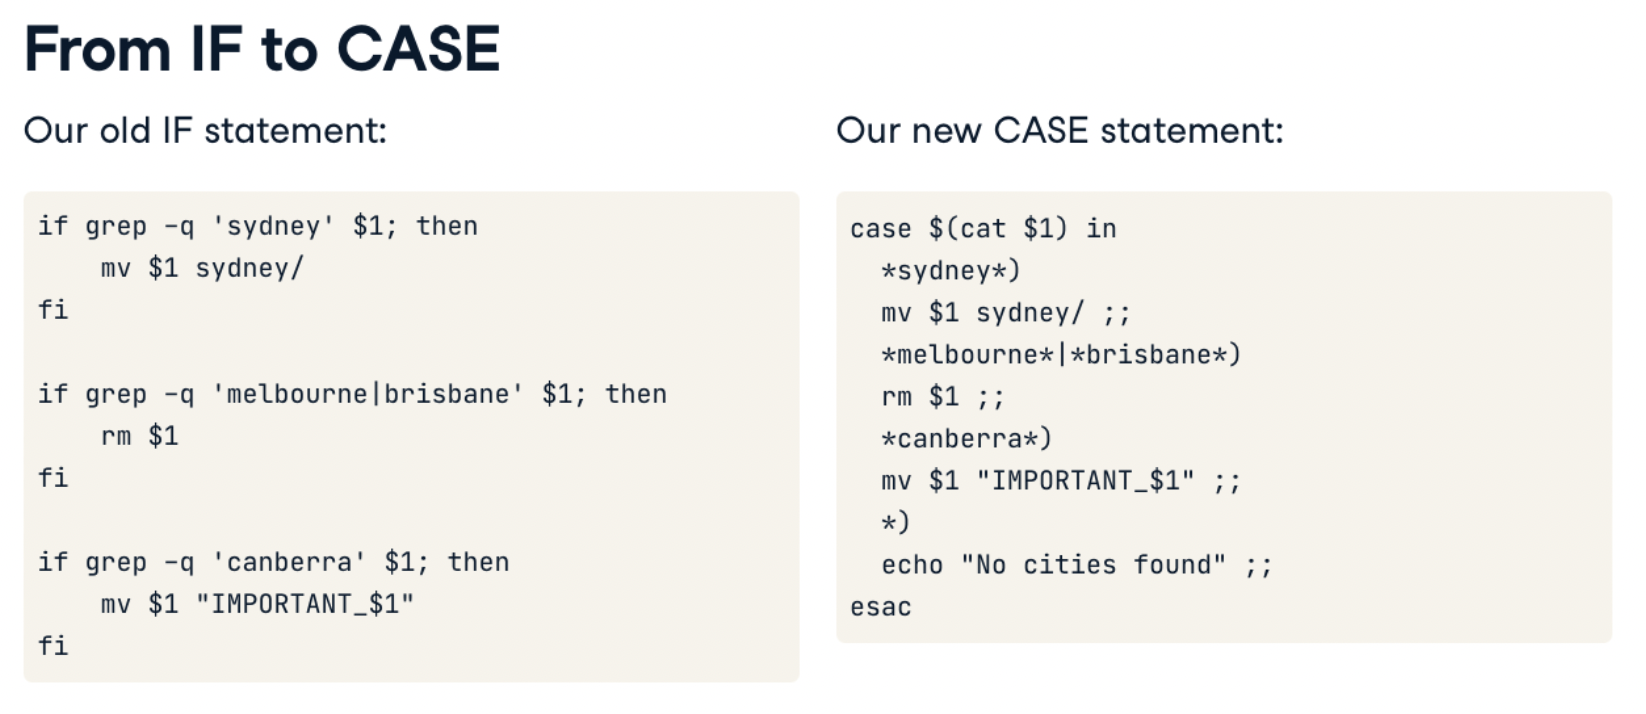 From IF to CASE
Our old IF statement:
if grep -q 'sydney' $1; then
    mv $1 sydney/
fi

if grep -q 'melbourne|brisbane' $1; then
    rm $1
fi

if grep -q 'canberra' $1; then
    mv $1 "IMPORTANT_$1"
fi
Our new CASE statement:
case $(cat $1) in
  *sydney*)
  mv $1 sydney/ ;;
  *melbourne*|*brisbane*)
  rm $1 ;;
  *canberra*)
  mv $1 "IMPORTANT_$1" ;;
  *)
  echo "No cities found" ;;
esac